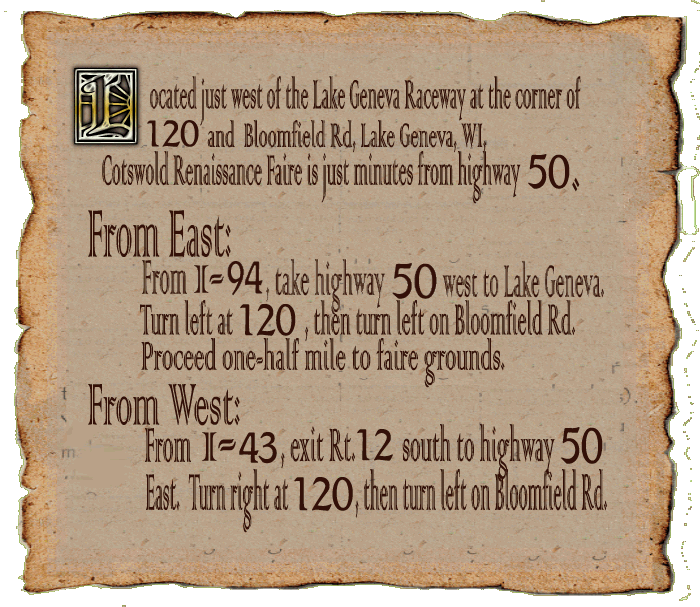 Located just west of the Lake Geneva Raceway at the corner of
120 and Bloomfield Rd, Lake Geneva, WI.
Cotswold Renaissance Faire is just minutes from highway 50.
From East:
From I-94, take highway 50 west to Lake Geneva.
Turn left at 120 , then turn left on Bloomfield Rd.
Proceed one-half mile to faire grounds.
From West:
From I-43, exit Rt.12 south to highway 50
East. Turn right at 120, then turn left on Bloomfield Rd.